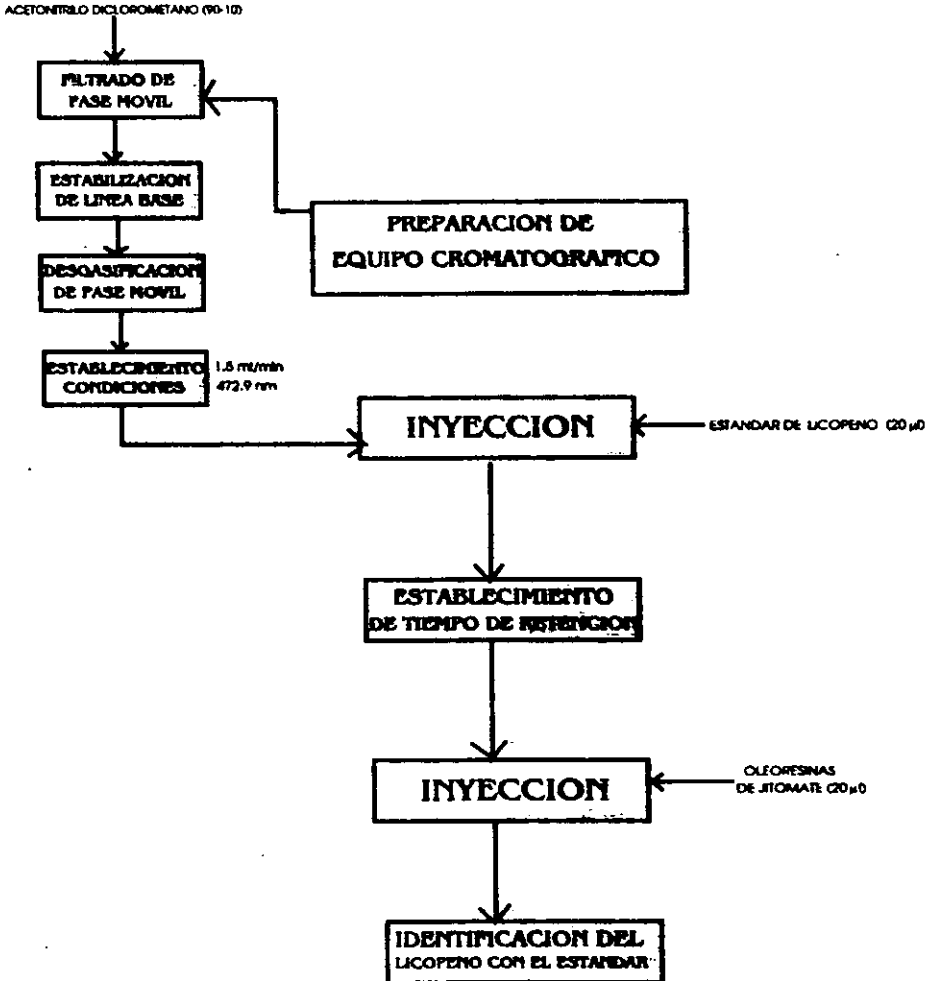 ACETONITRILO DICLOROMETANO (90-10)
FILTRADO DE
FASE MOVIL
ESTABILIZACION
DE LINEA BASE
PREPARACION DE
EQUIPO CROMATOGRAFICO
DESGASIFICACION
DE FASE MOVIL
ESTABLECIMIENTO
CONDICIONES
1.5 ml/min
472.9 nm
INYECCION
ESTANDAR DE LICOPENO (20 µl)
ESTABLECIMIENTO
DE TIEMPO DE RETENCION
INYECCION
OLEORESINAS
DE JITOMATE (20 µl)
IDENTIFICACION DEL
LICOPENO CON EL ESTANDAR